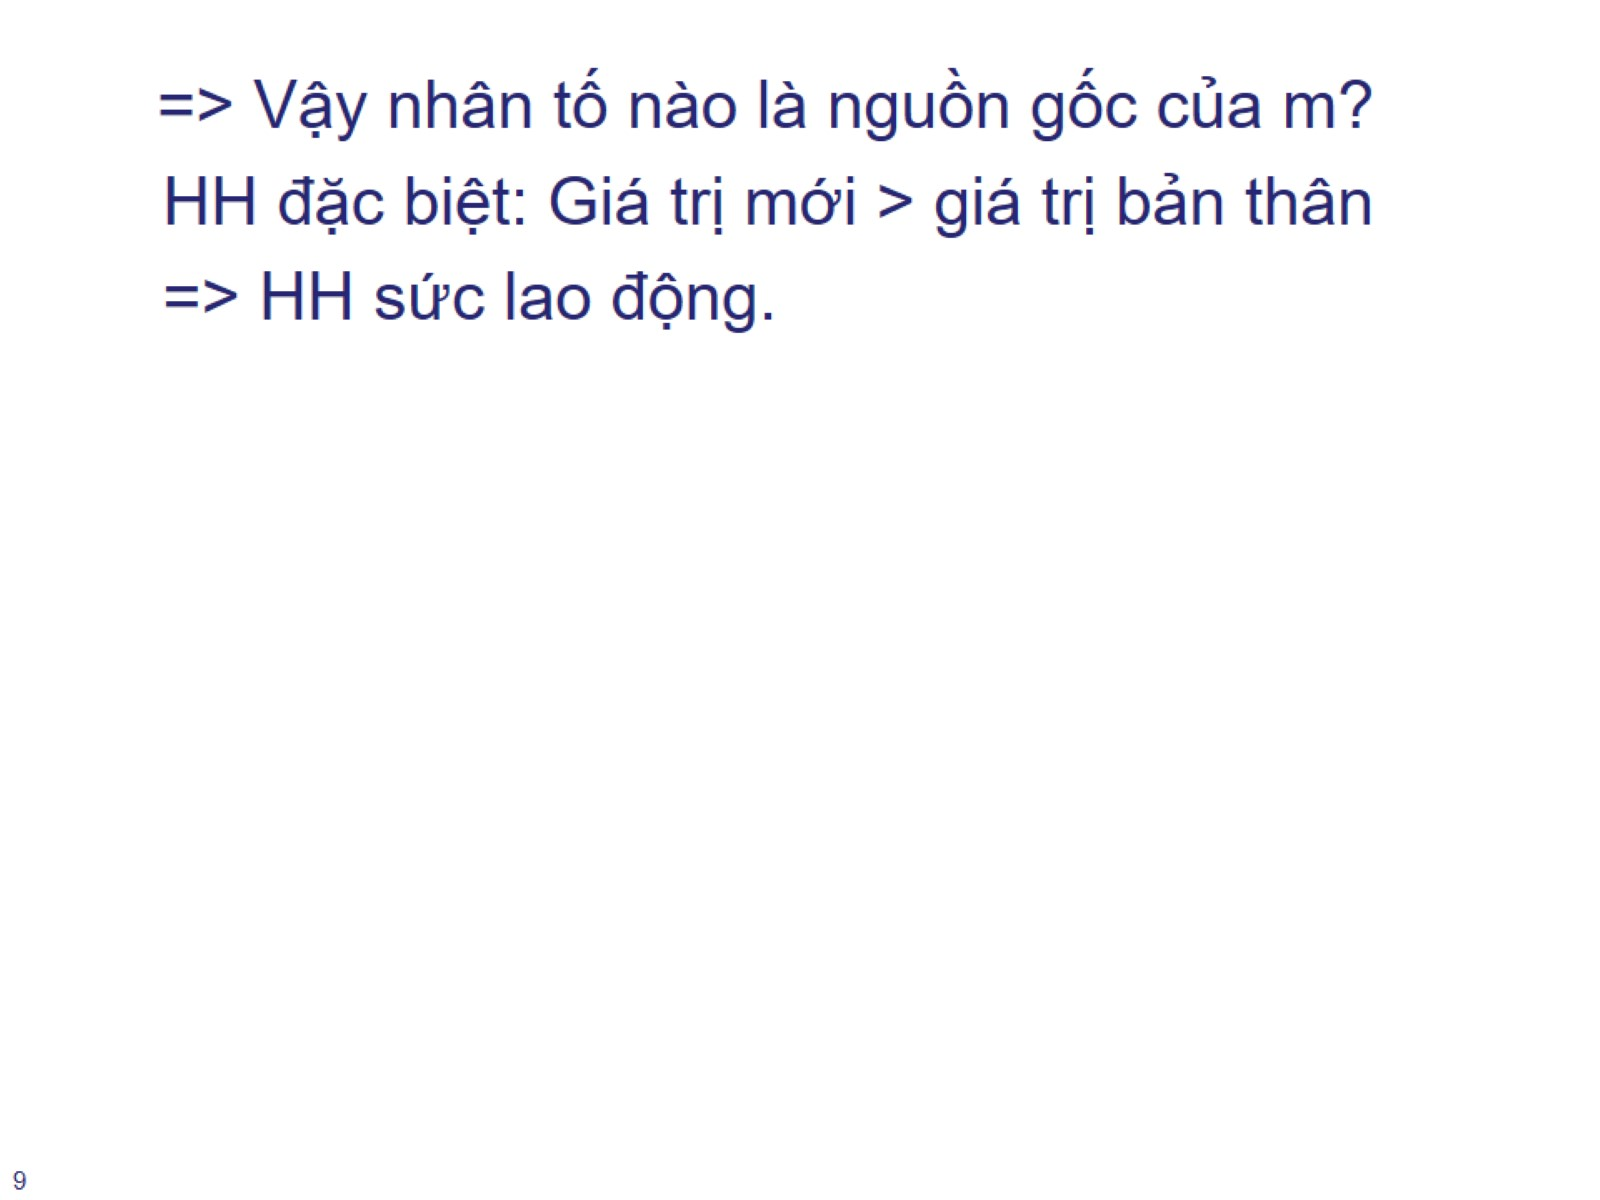 => Vậy nhân tố nào là nguồn gốc của m?
HH đặc biệt: Giá trị mới > giá trị bản thân
=> HH sức lao động.
9